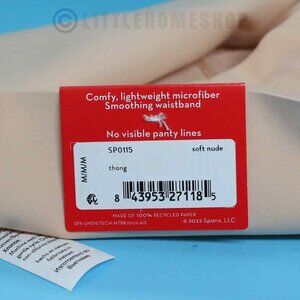 © LITTLEHOMESHOP
Comfy, lightweight microfiber
Smoothing waistband
No visible panty lines
M/M/M
SP0115 soft nude
thong
8 43953 27118 5
MADE OF 100% RECYCLED PAPER
© 2022 Spanx, LLC